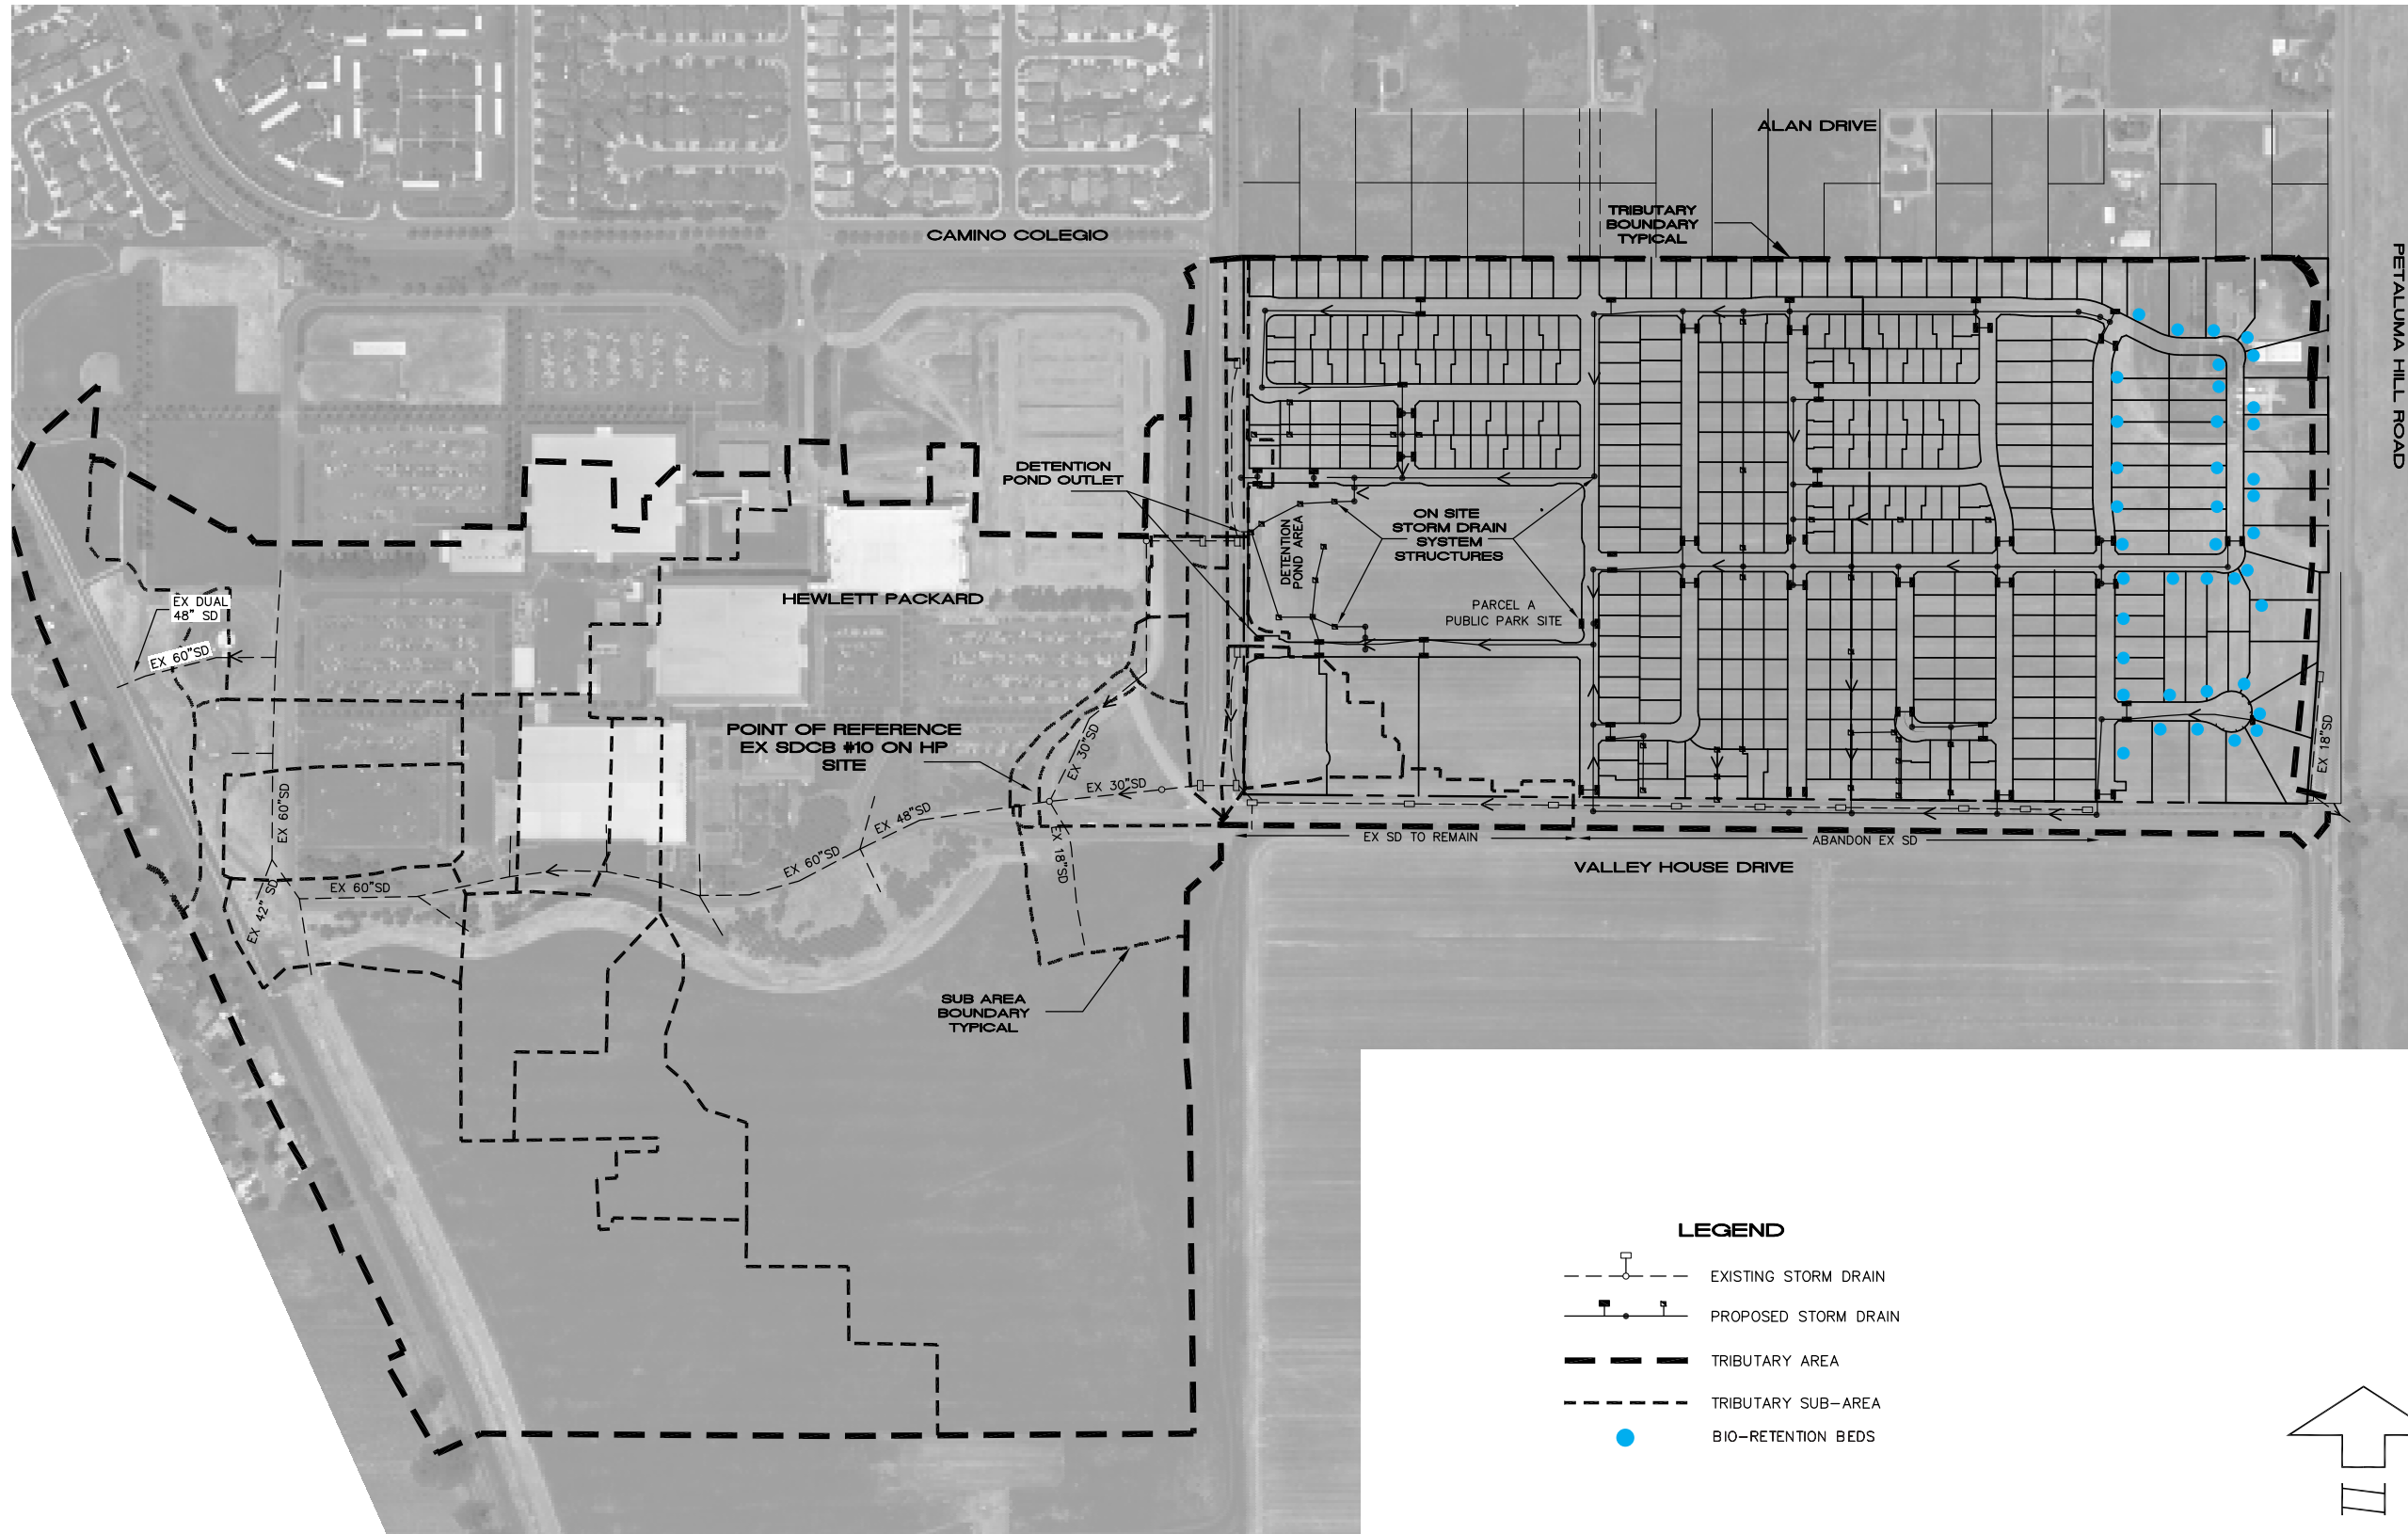 ALAN DRIVE
TRIBUTARY
BOUNDARY
TYPICAL
CAMINO COLEGIO
PETALUMA HILL ROAD
DETENTION
POND OUTLET
DETENTION
POND AREA
ON SITE
STORM DRAIN
SYSTEM
STRUCTURES
HEWLETT PACKARD
PARCEL A
PUBLIC PARK SITE
EX DUAL
48" SD
EX 60"SD
POINT OF REFERENCE
EX SDCB #10 ON HP
SITE
EX 30"SD
EX 30"SD
EX 18"SD
EX 60"SD
EX 48"SD
EX 18"SD
EX SD TO REMAIN
ABANDON EX SD
EX 60"SD
EX 60"SD
EX 42" SD
VALLEY HOUSE DRIVE
SUB AREA
BOUNDARY
TYPICAL
LEGEND
EXISTING STORM DRAIN
PROPOSED STORM DRAIN
TRIBUTARY AREA
TRIBUTARY SUB-AREA
BIO-RETENTION BEDS